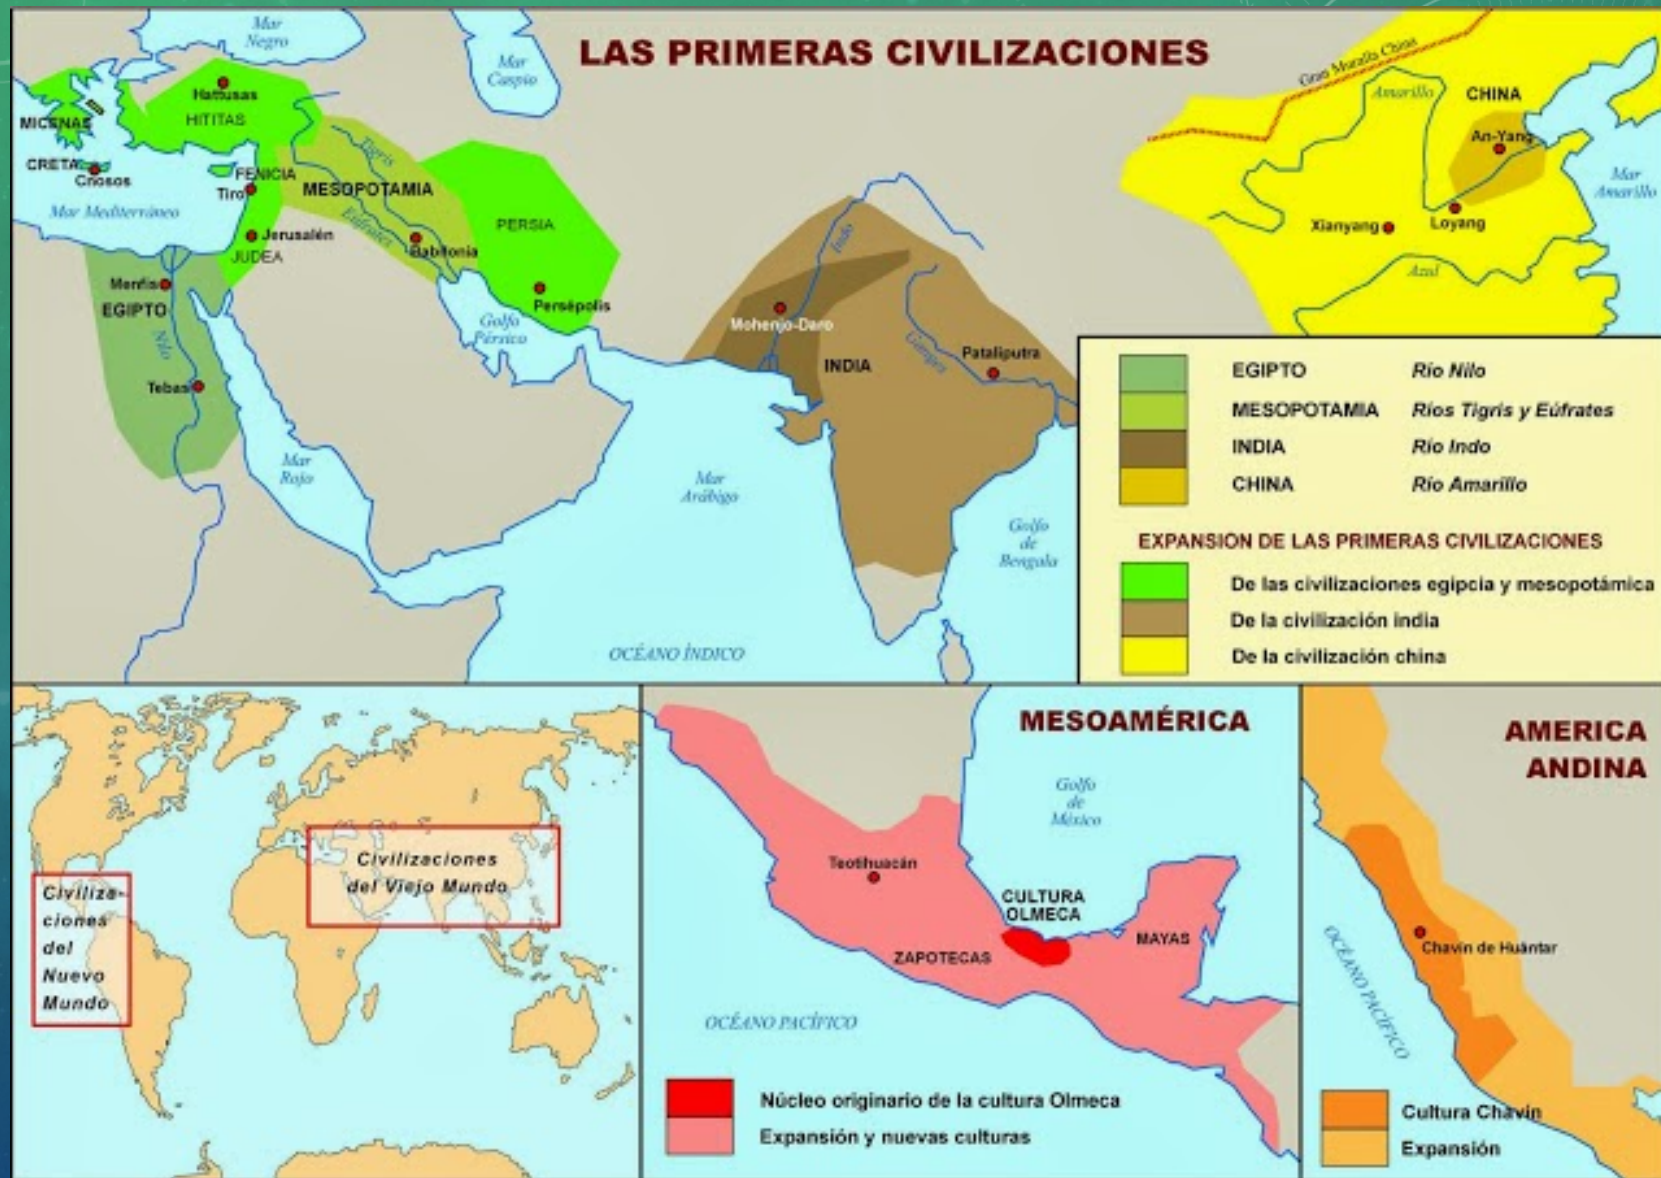 LAS PRIMERAS CIVILIZACIONES
Mar
Negro
Mar
Caspio
Hattusas
HITITAS
MICENAS
CRETA
Cnosos
FENICIA
Tiro
Mar Mediterráneo
Jerusalén
JUDEA
Tigris
MESOPOTAMIA
Eúfrates
Babilonia
PERSIA
Persépolis
Menfis
EGIPTO
Nilo
Tebas
Golfo
Pérsico
Mar
Rojo
Indo
Mohenjo-Daro
INDIA
Ganges
Pataliputra
Mar
Arábigo
Golfo
de
Bengala
OCÉANO ÍNDICO
Gran Muralla China
Amarillo
CHINA
An-Yang
Mar
Amarillo
Xianyang
Loyang
Azul
EGIPTO Río Nilo
MESOPOTAMIA Ríos Tigris y Eúfrates
INDIA Río Indo
CHINA Río Amarillo
EXPANSIÓN DE LAS PRIMERAS CIVILIZACIONES
De las civilizaciones egipcia y mesopotámica
De la civilización india
De la civilización china
Civilizaciones
del Viejo Mundo
Civiliza-
ciones
del
Nuevo
Mundo
MESOAMÉRICA
Golfo
de
México
Teotihuacán
CULTURA
OLMECA
ZAPOTECAS
MAYAS
OCÉANO PACÍFICO
Núcleo originario de la cultura Olmeca
Expansión y nuevas culturas
AMERICA
ANDINA
Chavín de Huántar
OCÉANO PACÍFICO
Cultura Chavín
Expansión